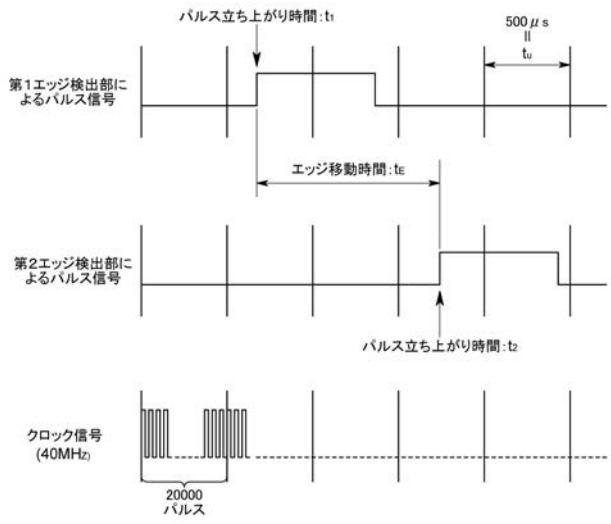 パルス立ち上がり時間:t₁
500μs
=
tᵤ
第1エッジ検出部に
よるパルス信号
エッジ移動時間:tE
第2エッジ検出部に
よるパルス信号
パルス立ち上がり時間:t₂
クロック信号
(40MHz)
20000
パルス